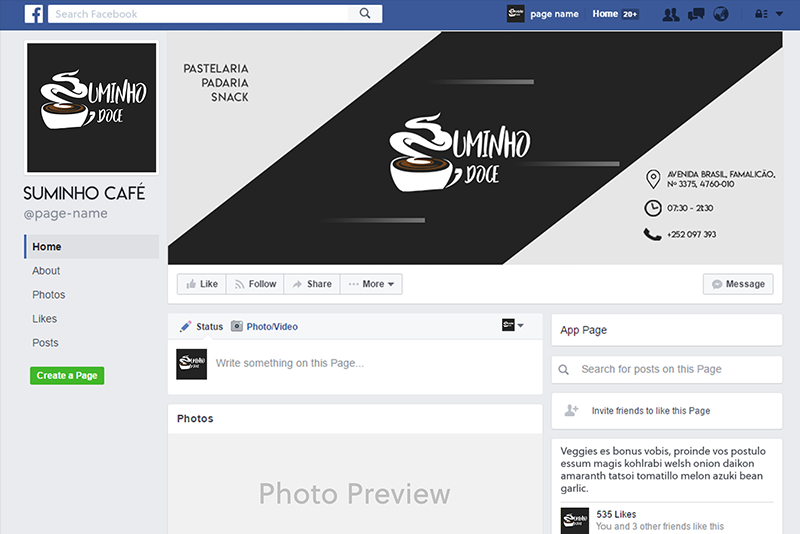 Search Facebook
page name
Home 20+
SUMINHO
DOCE
SUMINHO CAFÉ
@page-name
Home
About
Photos
Likes
Posts
Create a Page
PASTELARIA
PADARIA
SNACK
SUMINHO
DOCE
AVENIDA BRASIL, FAMALICÃO,
Nº 3375, 4760-010
07:30 - 21:30
+252 097 393
Like
Follow
Share
More
Message
Status
Photo/Video
Write something on this Page...
Photos
Photo Preview
App Page
Search for posts on this Page
Invite friends to like this Page
Veggies es bonus vobis, proinde vos postulo
essum magis kohlrabi welsh onion daikon
amaranth tatsoi tomatillo melon azuki bean
garlic.
535 Likes
You and 3 other friends like this